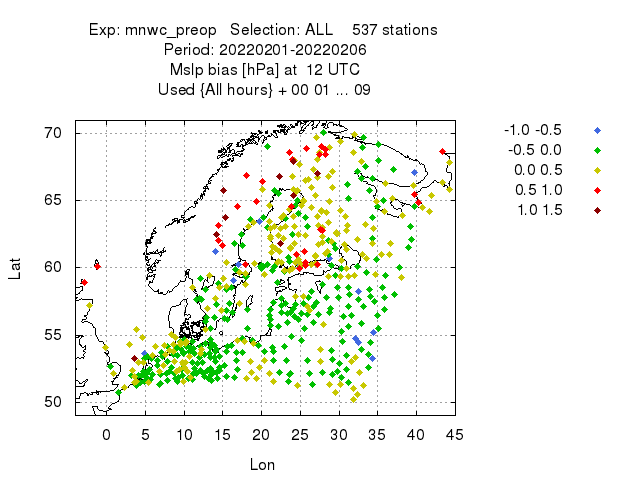 Exp: mnwc_preop   Selection: ALL    537 stations
Period: 20220201-20220206
Mslp bias [hPa] at  12 UTC
Used {All hours} + 00 01 ... 09
-1.0 -0.5
-0.5 0.0
0.0 0.5
0.5 1.0
1.0 1.5
Lat
70
65
60
55
50
0 5 10 15 20 25 30 35 40 45
Lon